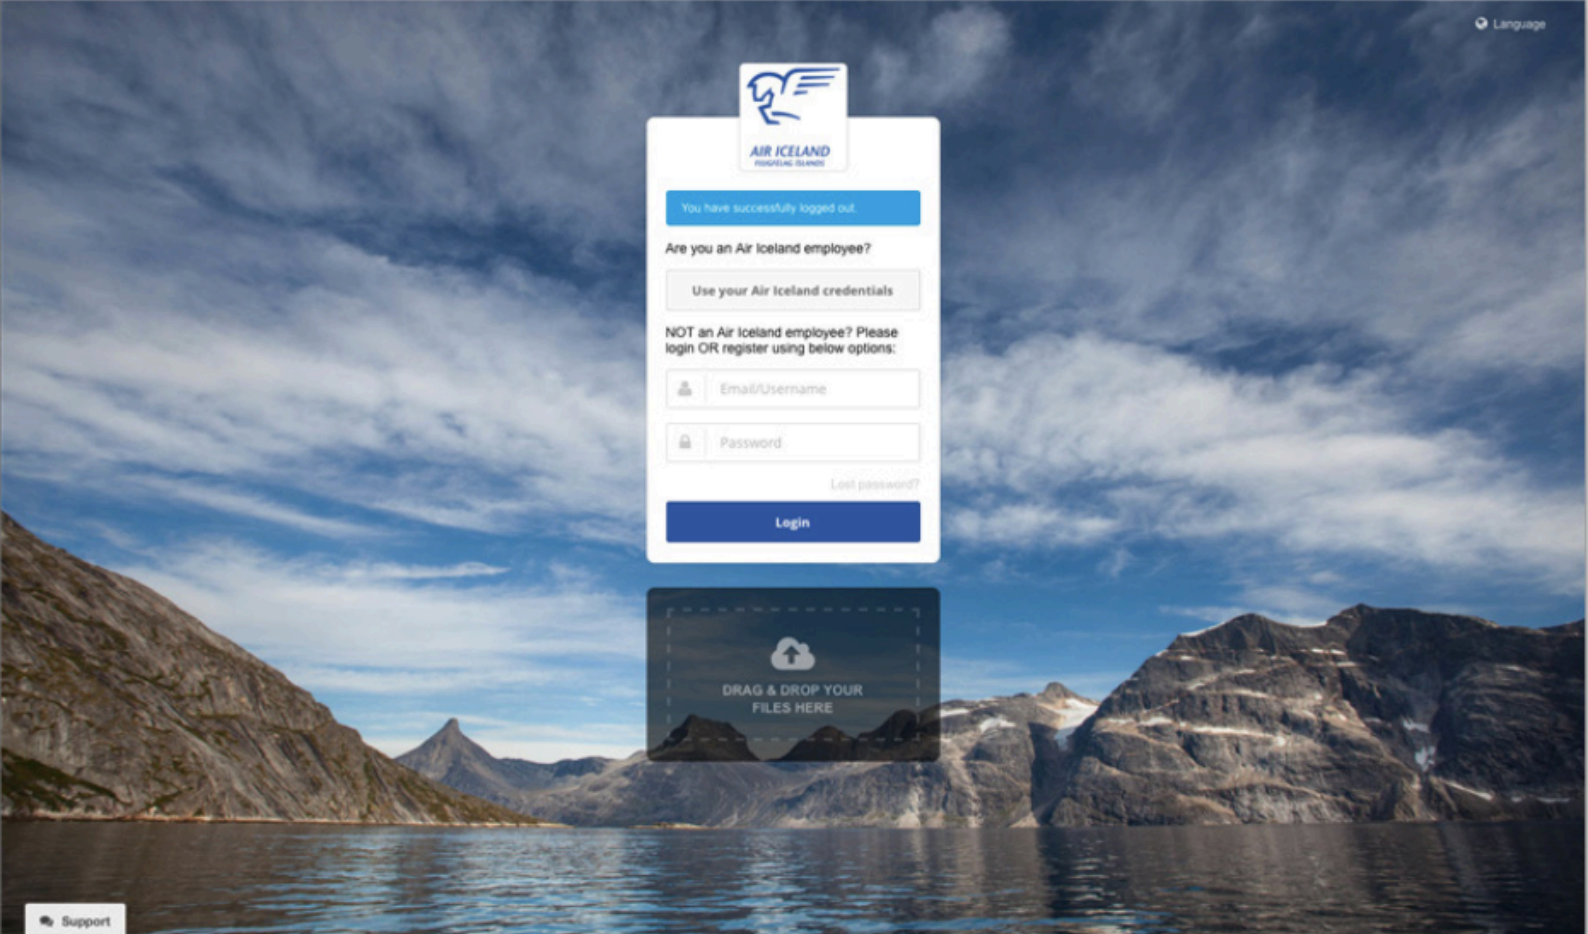 Language
AIR ICELAND
FLUGFÉLAG ÍSLANDS
You have successfully logged out.
Are you an Air Iceland employee?
Use your Air Iceland credentials
NOT an Air Iceland employee? Please
login OR register using below options:
Email/Username
Password
Lost password?
Login
DRAG & DROP YOUR
FILES HERE
Support